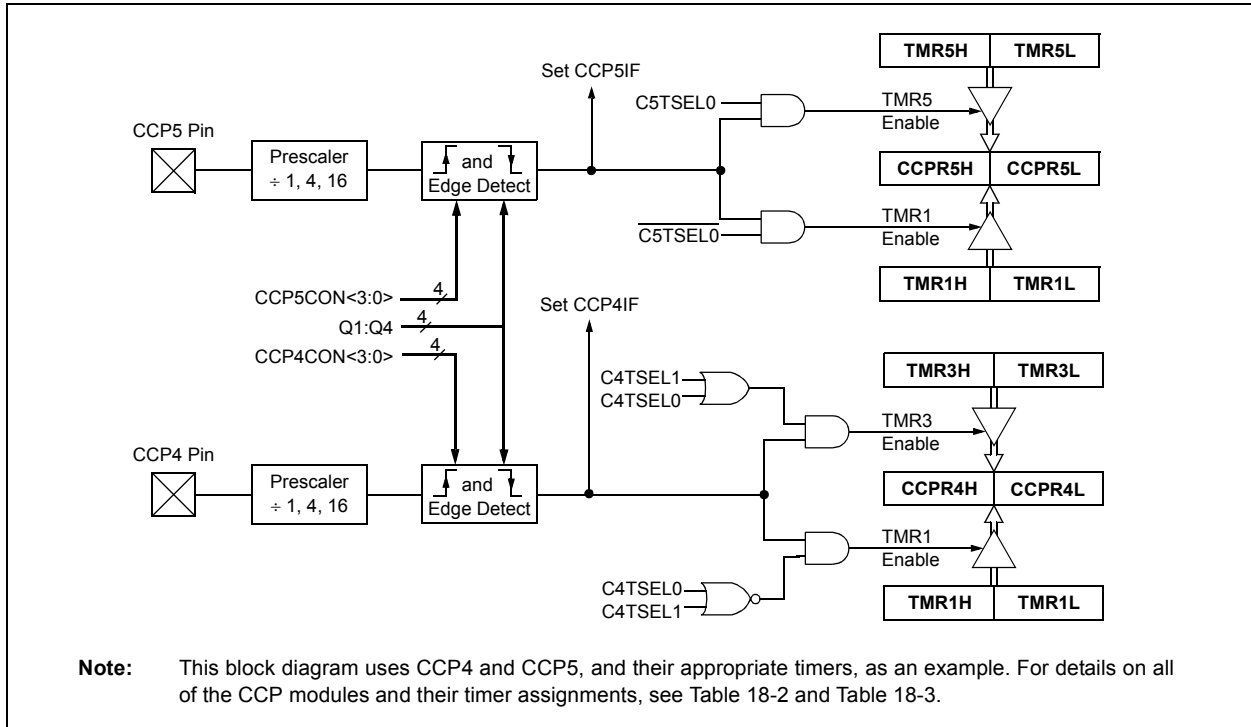 TMR5H TMR5L
Set CCP5IF
C5TSEL0
TMR5
Enable
CCP5 Pin
Prescaler
÷ 1, 4, 16
and
Edge Detect
CCPR5H CCPR5L
C5TSEL0
TMR1
Enable
TMR1H TMR1L
CCP5CON<3:0> 4
Q1:Q4 4
CCP4CON<3:0> 4
Set CCP4IF
TMR3H TMR3L
C4TSEL1
C4TSEL0
TMR3
Enable
CCP4 Pin
Prescaler
÷ 1, 4, 16
and
Edge Detect
CCPR4H CCPR4L
TMR1
Enable
C4TSEL0
C4TSEL1
TMR1H TMR1L
Note: This block diagram uses CCP4 and CCP5, and their appropriate timers, as an example. For details on all
of the CCP modules and their timer assignments, see Table 18-2 and Table 18-3.